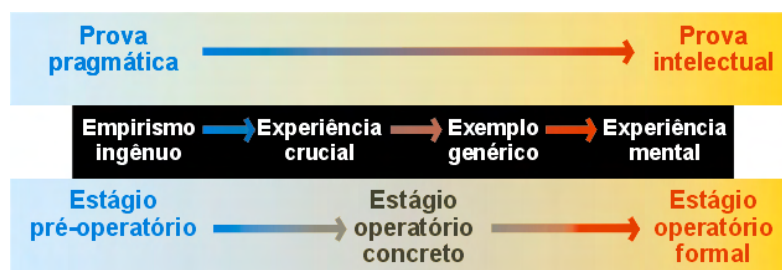 Prova
pragmática
Prova
intelectual
Empirismo
ingênuo
Experiência
crucial
Exemplo
genérico
Experiência
mental
Estágio
pré-operatório
Estágio
operatório
concreto
Estágio
operatório
formal